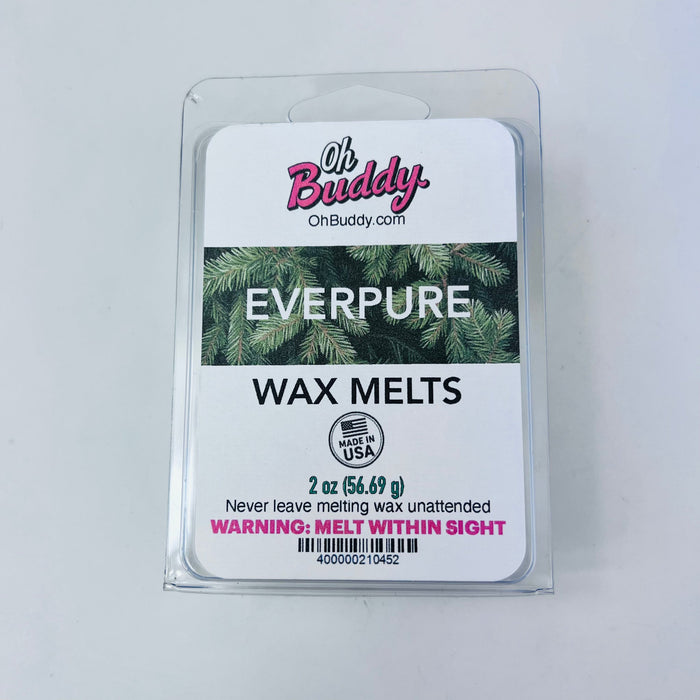 Oh
Buddy
OhBuddy.com
EVERPURE
WAX MELTS
MADE IN
USA
2 oz (56.69 g)
Never leave melting wax unattended
WARNING: MELT WITHIN SIGHT
400000210452